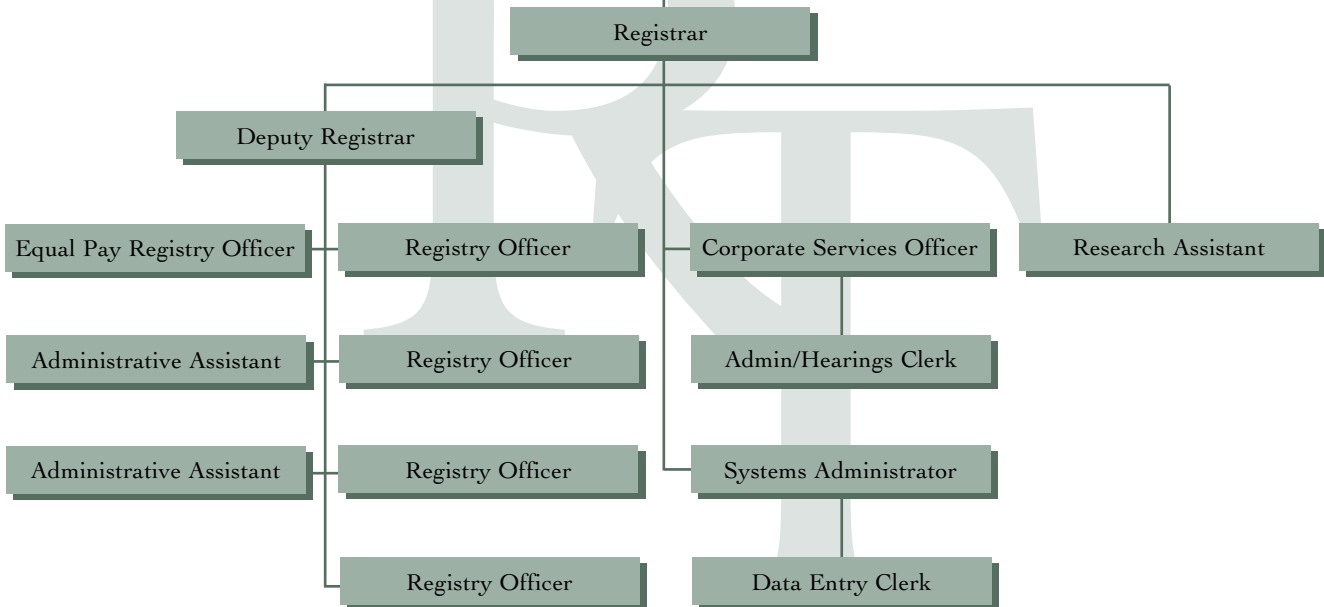 Registrar
Deputy Registrar
Equal Pay Registry Officer
Registry Officer
Corporate Services Officer
Research Assistant
Administrative Assistant
Registry Officer
Admin/Hearings Clerk
Administrative Assistant
Registry Officer
Systems Administrator
Registry Officer
Data Entry Clerk